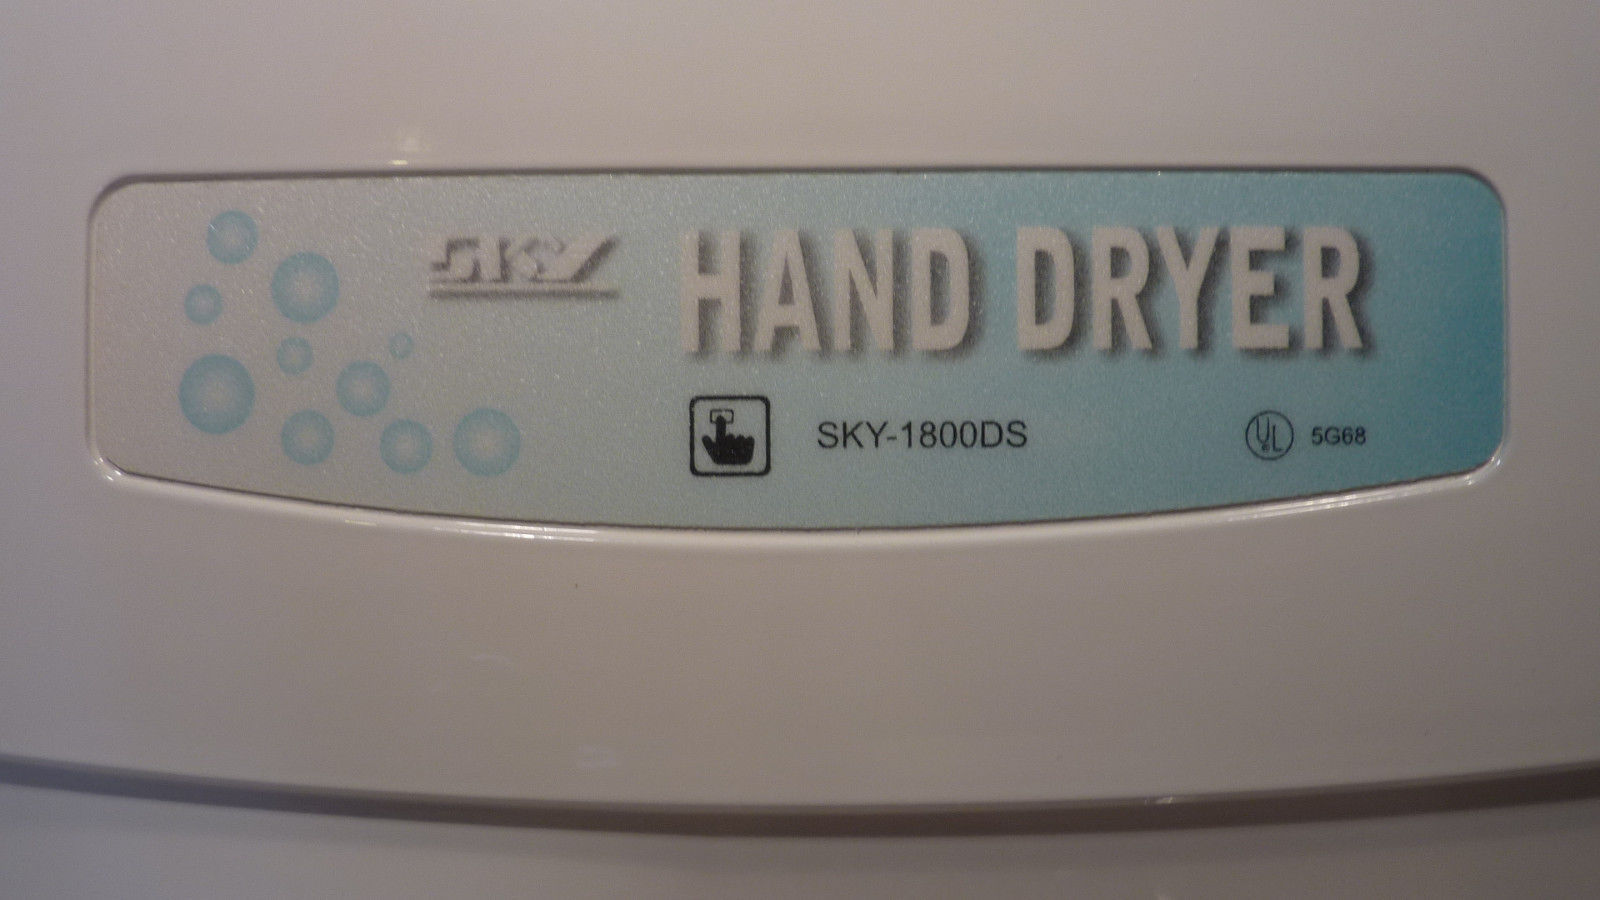 SKY HAND DRYER
SKY-1800DS UL 5G68